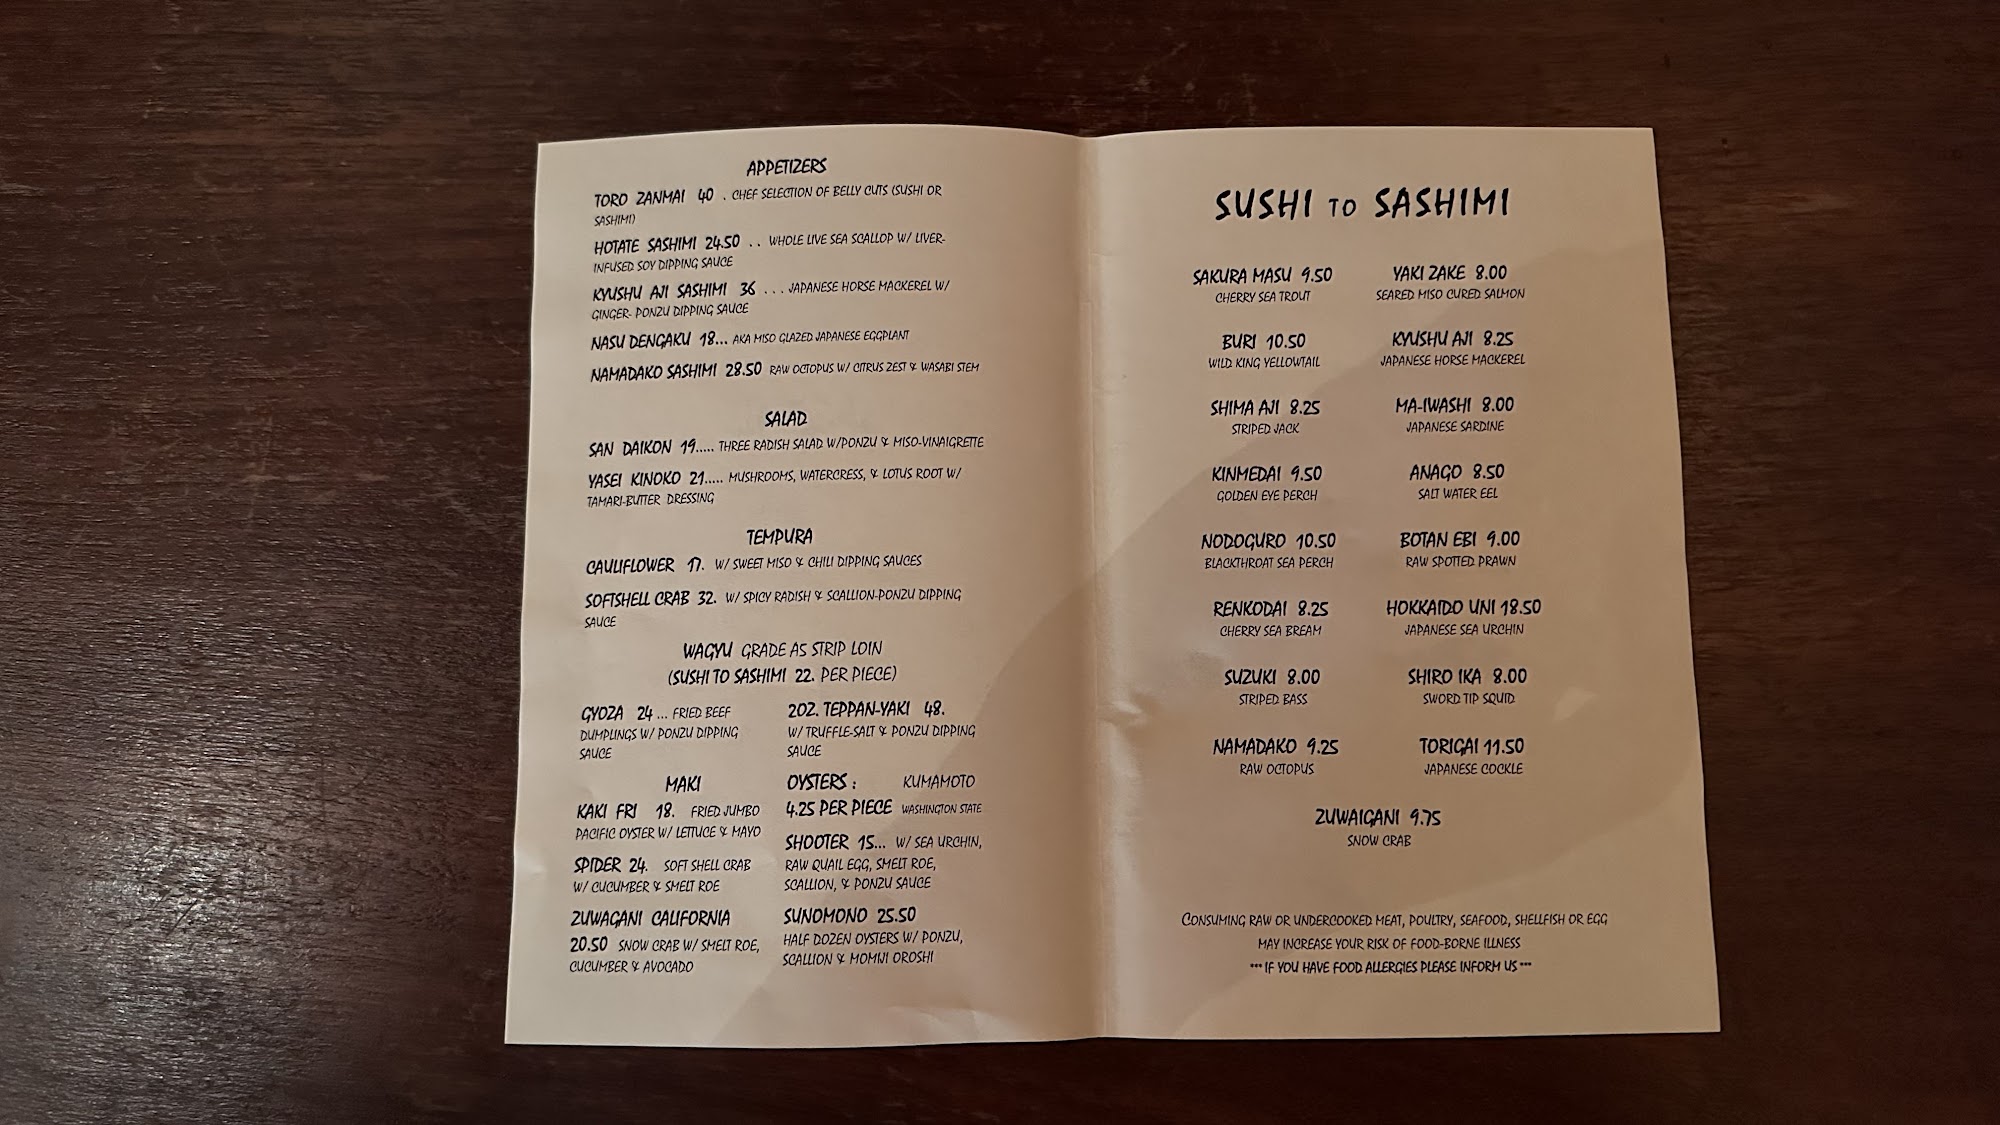 APPETIZERS
TORO ZANMAI 40 . CHEF SELECTION OF BELLY CUTS (SUSHI OR
SASHIMI)
HOTATE SASHIMI 24.50 . . WHOLE LIVE SEA SCALLOP W/ LIVER-
INFUSED SOY DIPPING SAUCE
KYUSHU AJI SASHIMI 36 . . . JAPANESE HORSE MACKEREL W/
GINGER- PONZU DIPPING SAUCE
NASU DENGAKU 18... AKA MISO GLAZED JAPANESE EGGPLANT
NAMADAKO SASHIMI 28.50 RAW OCTOPUS W/ CITRUS ZEST & WASABI STEM
SALAD
SAN DAIKON 19..... THREE RADISH SALAD W/PONZU & MISO-VINAIGRETTE
YASEI KINOKO 21..... MUSHROOMS, WATERCRESS, & LOTUS ROOT W/
TAMARI-BUTTER DRESSING
TEMPURA
CAULIFLOWER 17. W/ SWEET MISO & CHILI DIPPING SAUCES
SOFTSHELL CRAB 32. W/ SPICY RADISH & SCALLION-PONZU DIPPING
SAUCE
WAGYU GRADE A5 STRIP LOIN
(SUSHI TO SASHIMI 22. PER PIECE)
GYOZA 24 ... FRIED BEEF
DUMPLINGS W/ PONZU DIPPING
SAUCE
2OZ. TEPPAN-YAKI 48.
W/ TRUFFLE-SALT & PONZU DIPPING
SAUCE
MAKI
KAKI FRI 18. FRIED JUMBO
PACIFIC OYSTER W/ LETTUCE & MAYO
SPIDER 24. SOFT SHELL CRAB
W/ CUCUMBER & SMELT ROE
ZUWAGANI CALIFORNIA
20.50 SNOW CRAB W/ SMELT ROE,
CUCUMBER & AVOCADO
OYSTERS : KUMAMOTO
4.25 PER PIECE WASHINGTON STATE
SHOOTER 15... W/ SEA URCHIN,
RAW QUAIL EGG, SMELT ROE,
SCALLION, & PONZU SAUCE
SUNOMONO 25.50
HALF DOZEN OYSTERS W/ PONZU,
SCALLION & MOMIJI OROSHI
SUSHI TO SASHIMI
SAKURA MASU 9.50
CHERRY SEA TROUT
YAKI ZAKE 8.00
SEARED MISO CURED SALMON
BURI 10.50
WILD KING YELLOWTAIL
KYUSHU AJI 8.25
JAPANESE HORSE MACKEREL
SHIMA AJI 8.25
STRIPED JACK
MA-IWASHI 8.00
JAPANESE SARDINE
KINMEDAI 9.50
GOLDEN EYE PERCH
ANAGO 8.50
SALT WATER EEL
NODOGURO 10.50
BLACKTHROAT SEA PERCH
BOTAN EBI 9.00
RAW SPOTTED PRAWN
RENKODAI 8.25
CHERRY SEA BREAM
HOKKAIDO UNI 18.50
JAPANESE SEA URCHIN
SUZUKI 8.00
STRIPED BASS
SHIRO IKA 8.00
SWORD TIP SQUID
NAMADAKO 9.25
RAW OCTOPUS
TORIGAI 11.50
JAPANESE COCKLE
ZUWAIGANI 9.75
SNOW CRAB
CONSUMING RAW OR UNDERCOOKED MEAT, POULTRY, SEAFOOD, SHELLFISH OR EGG
MAY INCREASE YOUR RISK OF FOOD-BORNE ILLNESS
*** IF YOU HAVE FOOD ALLERGIES PLEASE INFORM US ***